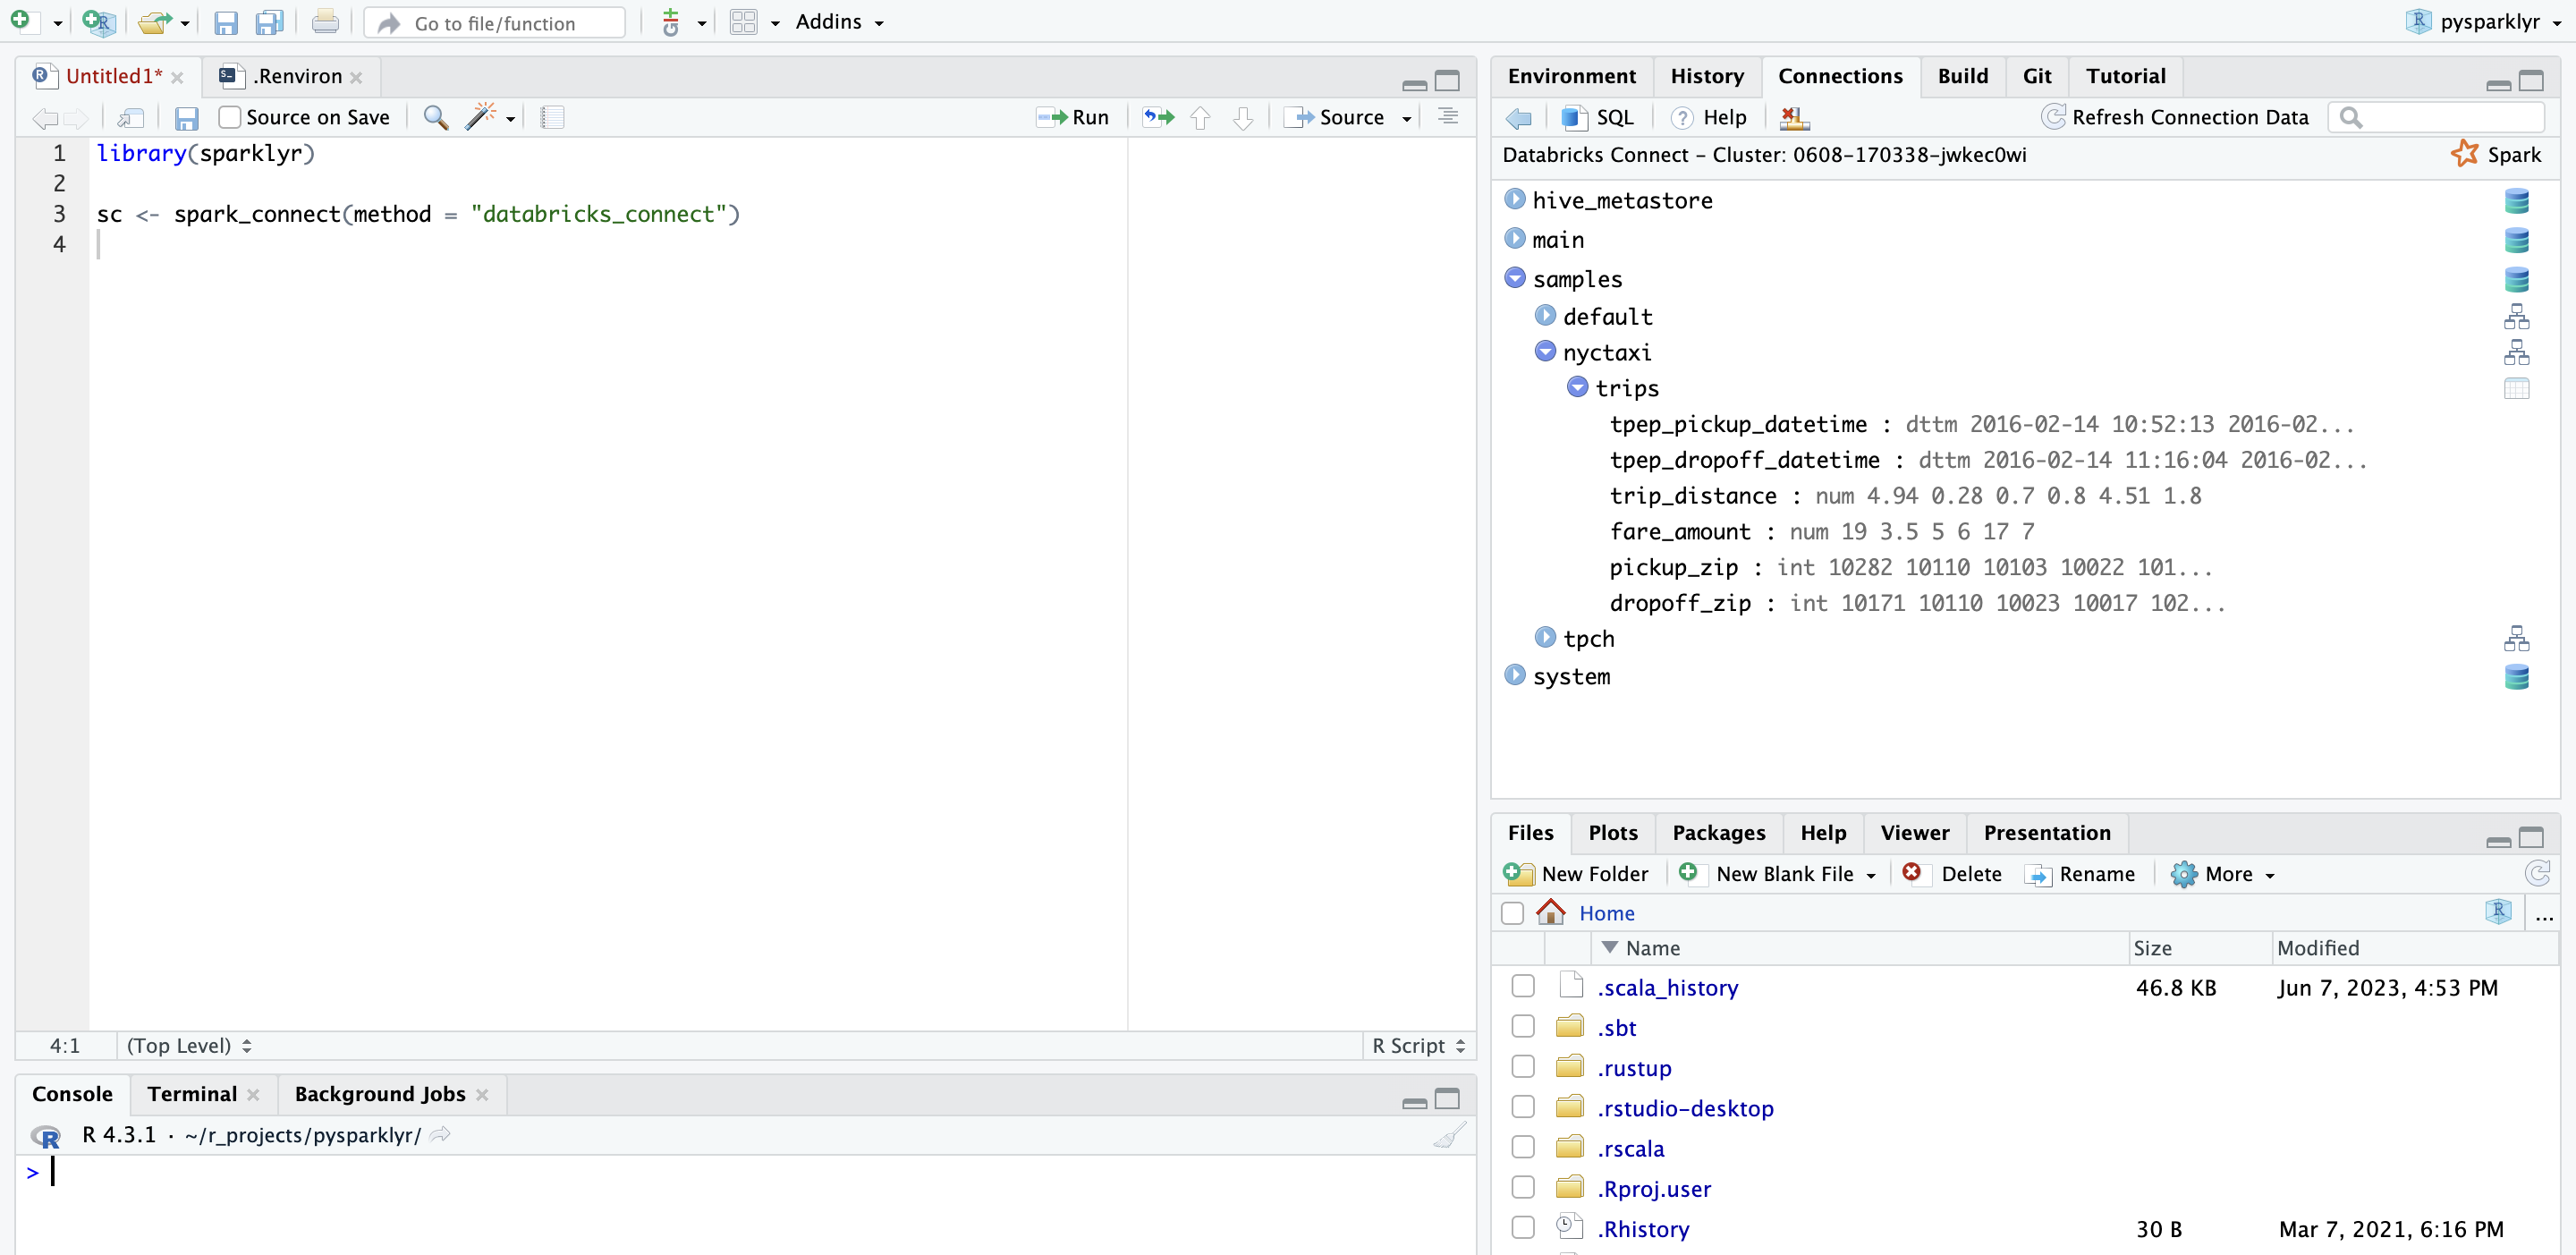 Go to file/function Addins pysparklyr
Untitled1* .Renviron
Source on Save Run Source
1 library(sparklyr)
2
3 sc <- spark_connect(method = "databricks_connect")
4
4:1 (Top Level) R Script
Console Terminal Background Jobs
R 4.3.1 · ~/r_projects/pysparklyr/
>
Environment History Connections Build Git Tutorial
SQL Help Refresh Connection Data
Databricks Connect - Cluster: 0608-170338-jwkec0wi Spark
hive_metastore
main
samples
default
nyctaxi
trips
tpep_pickup_datetime : dttm 2016-02-14 10:52:13 2016-02...
tpep_dropoff_datetime : dttm 2016-02-14 11:16:04 2016-02...
trip_distance : num 4.94 0.28 0.7 0.8 4.51 1.8
fare_amount : num 19 3.5 5 6 17 7
pickup_zip : int 10282 10110 10103 10022 101...
dropoff_zip : int 10171 10110 10023 10017 102...
tpch
system
Files Plots Packages Help Viewer Presentation
New Folder New Blank File Delete Rename More
Home ...
Name Size Modified
.scala_history 46.8 KB Jun 7, 2023, 4:53 PM
.sbt
.rustup
.rstudio-desktop
.rscala
.Rproj.user
.Rhistory 30 B Mar 7, 2021, 6:16 PM